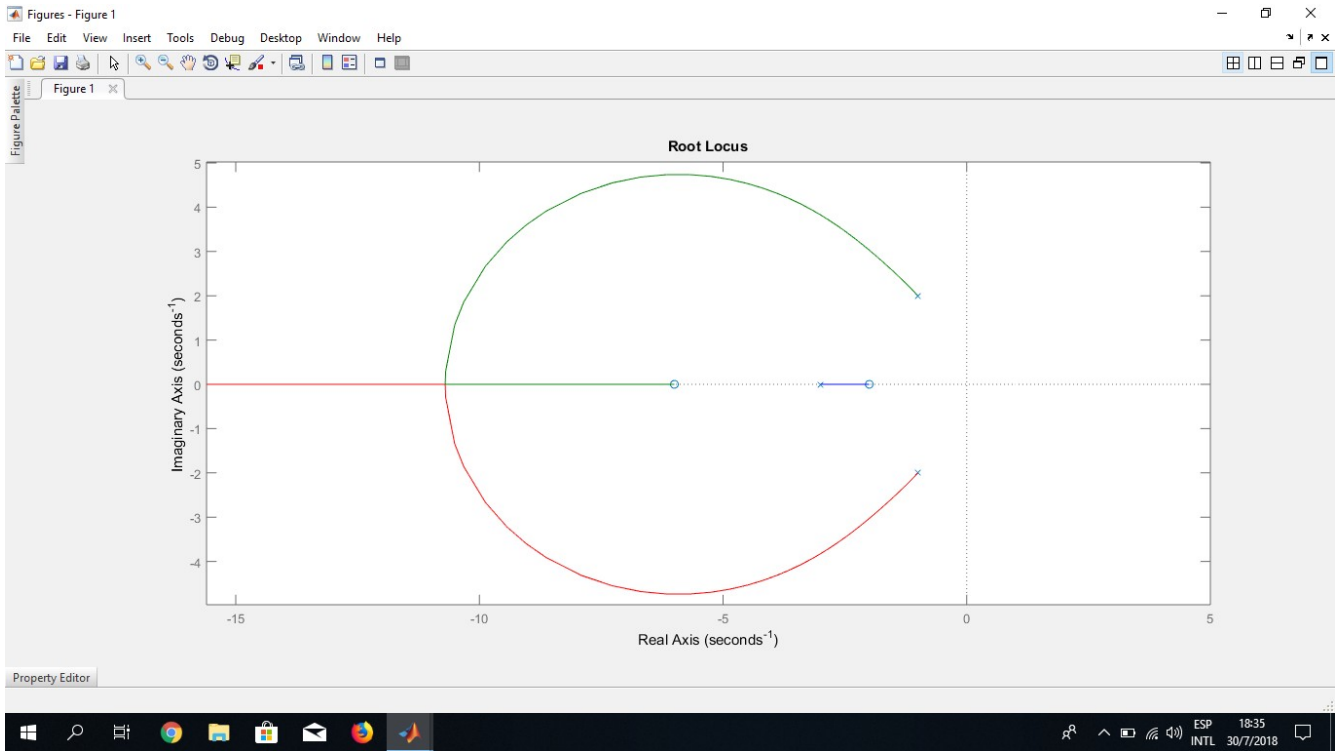 Figures - Figure 1
File Edit View Insert Tools Debug Desktop Window Help
Figure 1
Figure Palette
Root Locus
5
4
3
2
1
0
-1
-2
-3
-4
Imaginary Axis (seconds-1)
-15 -10 -5 0 5
Real Axis (seconds-1)
Property Editor
ESP 18:35
INTL 30/7/2018